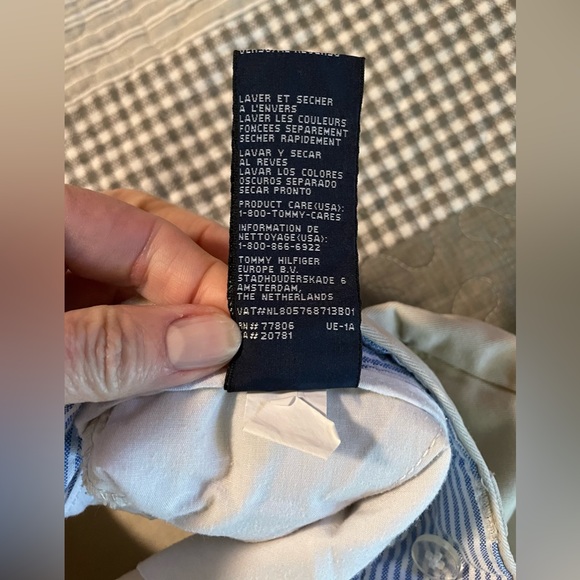 LAVER ET SECHER
A L'ENVERS
LAVER LES COULEURS
FONCEES SEPAREMENT
SECHER RAPIDEMENT
LAVAR Y SECAR
AL REVES
LAVAR LOS COLORES
OSCUROS SEPARADO
SECAR PRONTO
PRODUCT CARE(USA):
1-800-TOMMY-CARES
INFORMATION DE
NETTOYAGE(USA):
1-800-866-6922
TOMMY HILFIGER
EUROPE B.V.
STADHOUDERSKADE 6
AMSTERDAM,
THE NETHERLANDS
VAT#NL805768713B01
RN# 77806 UE-1A
CA# 20781